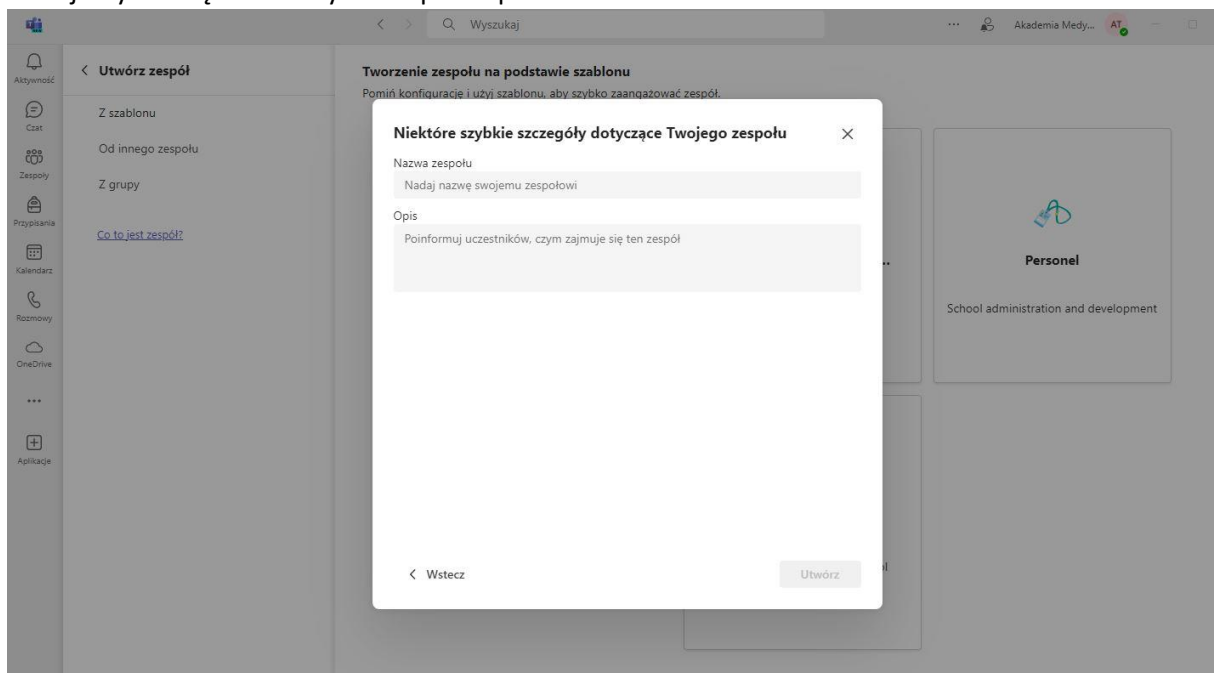 Wyszukaj
Akademia Medy...
AT
Aktywność
Utwórz zespół
Tworzenie zespołu na podstawie szablonu
Pomiń konfigurację i użyj szablonu, aby szybko zaangażować zespół.
Czat
Z szablonu
Od innego zespołu
Z grupy
Co to jest zespół?
Zespoły
Przypisania
Kalendarz
Rozmowy
OneDrive
Aplikacje
Niektóre szybkie szczegóły dotyczące Twojego zespołu
Nazwa zespołu
Nadaj nazwę swojemu zespołowi
Opis
Poinformuj uczestników, czym zajmuje się ten zespół
Wstecz
Utwórz
Personel
School administration and development